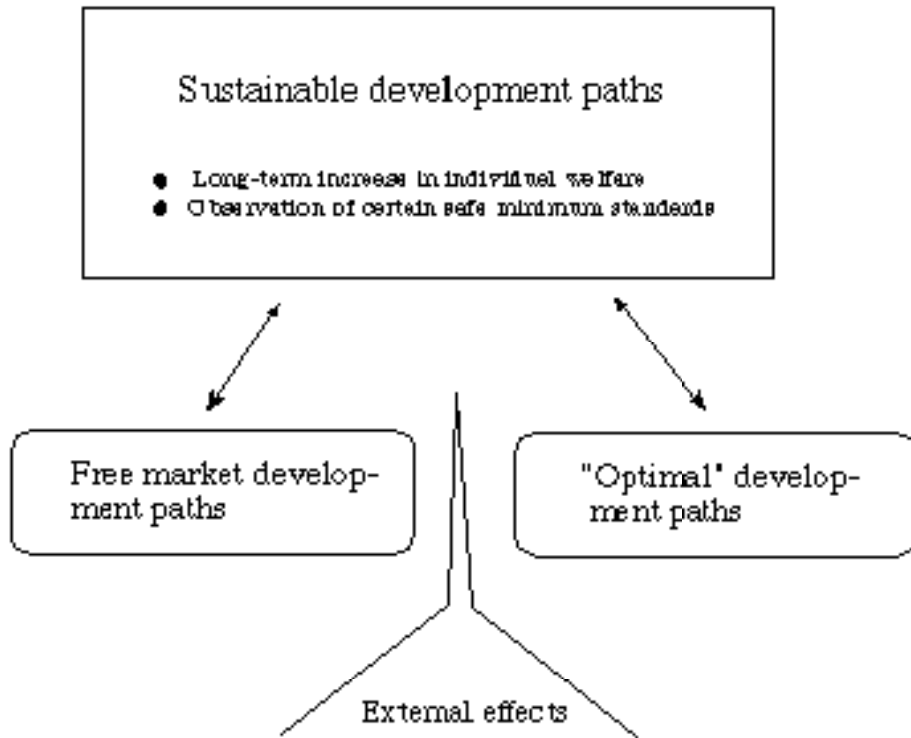 Sustainable development paths
● Long-term increase in individual welfare
● Observation of certain safe minimum standards
Free market develop-
ment paths
"Optimal" develop-
ment paths
External effects